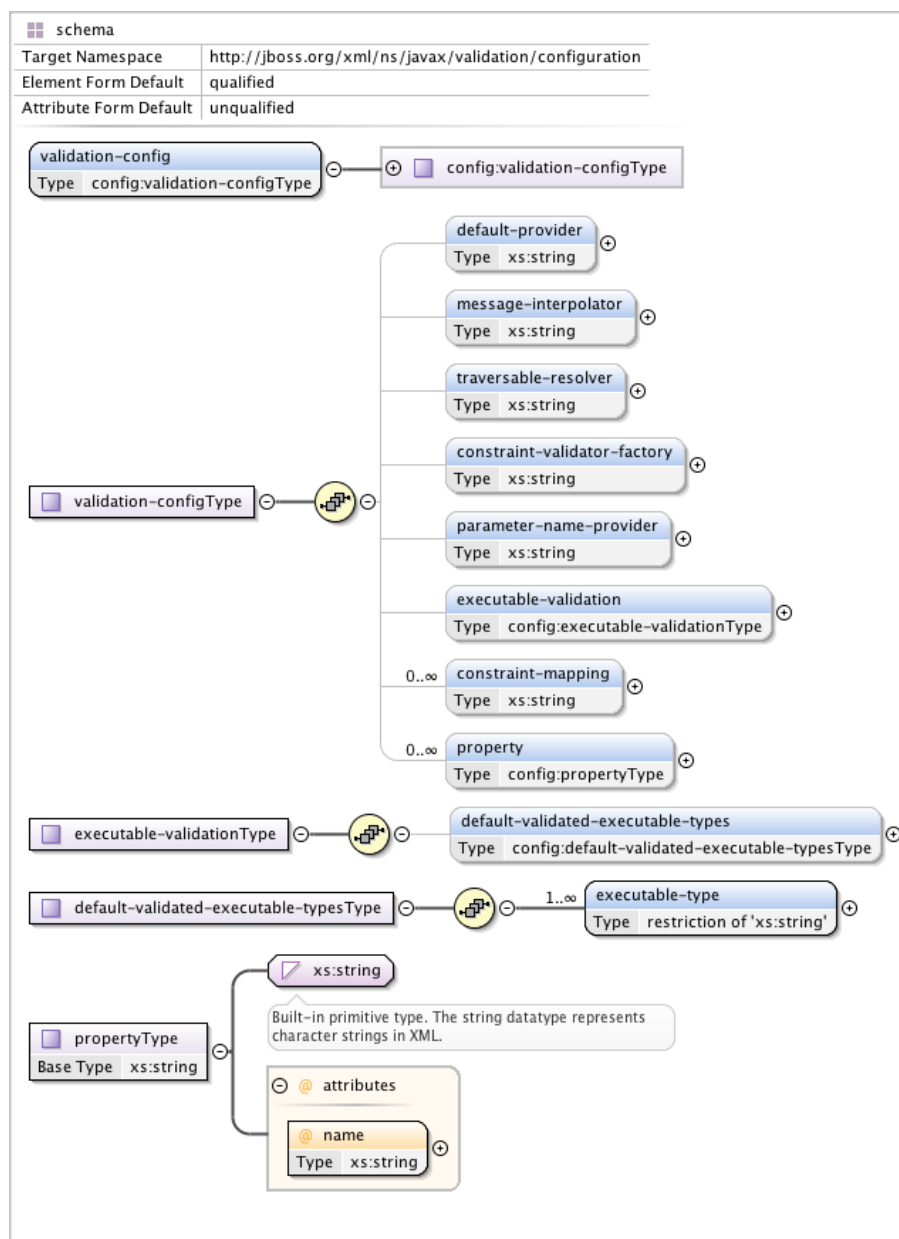 schema
Target Namespace http://jboss.org/xml/ns/javax/validation/configuration
Element Form Default qualified
Attribute Form Default unqualified
validation-config
Type config:validation-configType
config:validation-configType
default-provider
Type xs:string
message-interpolator
Type xs:string
traversable-resolver
Type xs:string
constraint-validator-factory
Type xs:string
validation-configType
parameter-name-provider
Type xs:string
executable-validation
Type config:executable-validationType
0..∞
constraint-mapping
Type xs:string
0..∞
property
Type config:propertyType
executable-validationType
default-validated-executable-types
Type config:default-validated-executable-typesType
default-validated-executable-typesType
1..∞
executable-type
Type restriction of 'xs:string'
propertyType
Base Type xs:string
xs:string
Built-in primitive type. The string datatype represents
character strings in XML.
@ attributes
@ name
Type xs:string